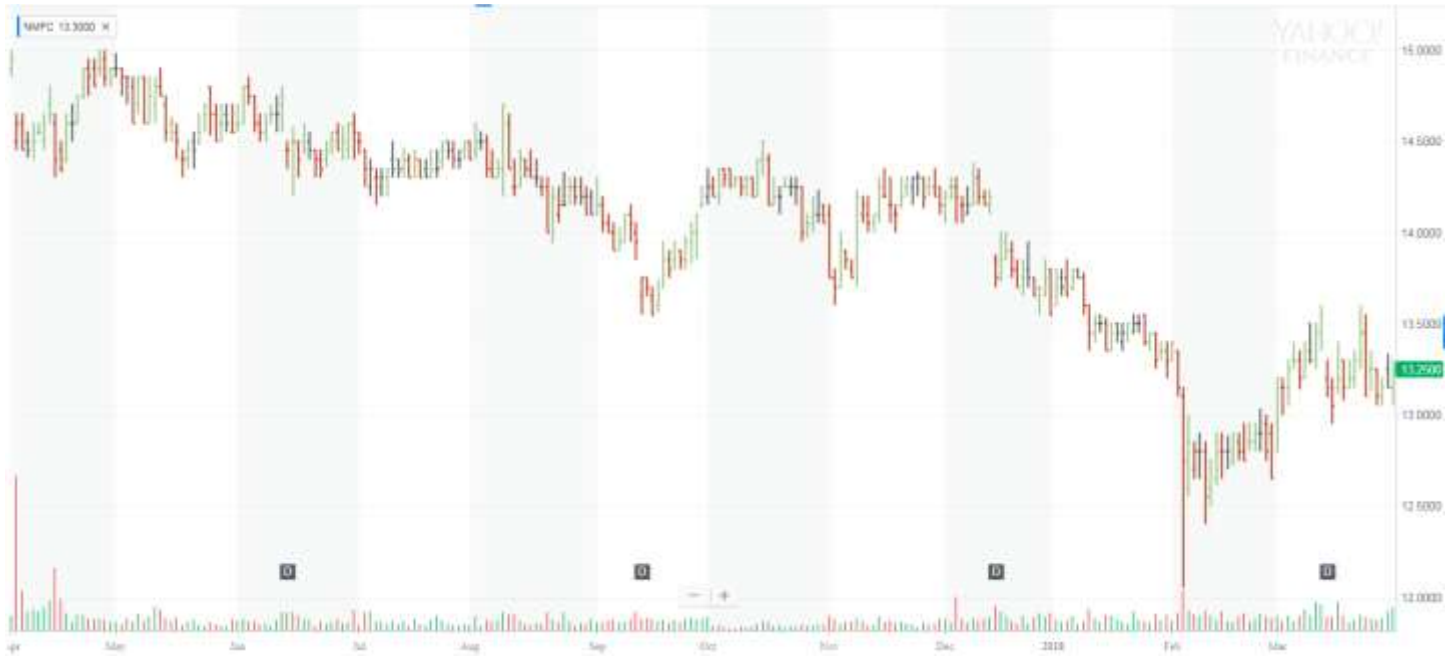 NMFC 13.3000 ×
YAHOO!
FINANCE
15.0000
14.5000
14.0000
13.5000
13.2500
13.0000
12.5000
12.0000
D D D D
− +
Apr May Jun Jul Aug Sep Oct Nov Dec 2018 Feb Mar